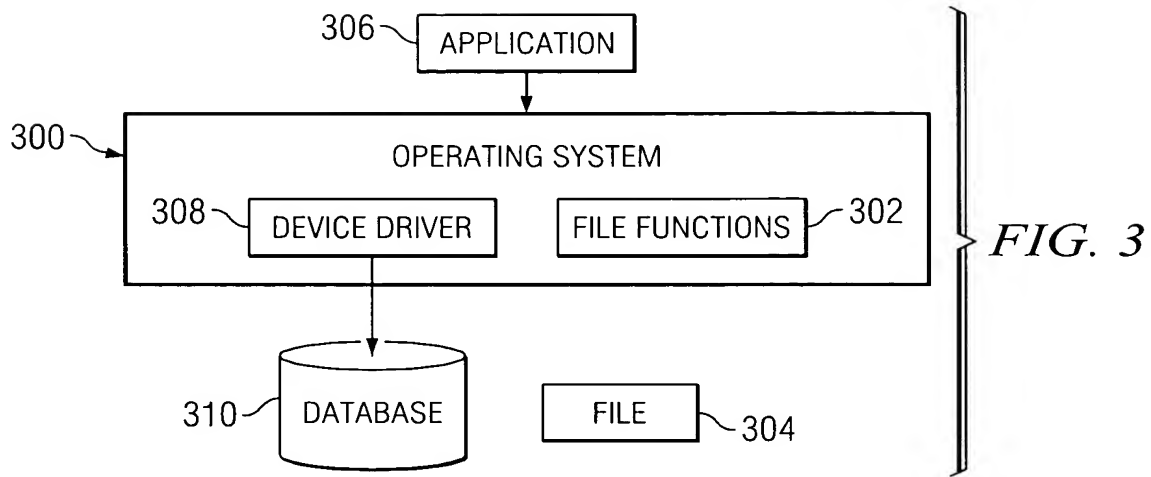 306 APPLICATION
300
OPERATING SYSTEM
308 DEVICE DRIVER FILE FUNCTIONS 302
FIG. 3
310 DATABASE FILE 304